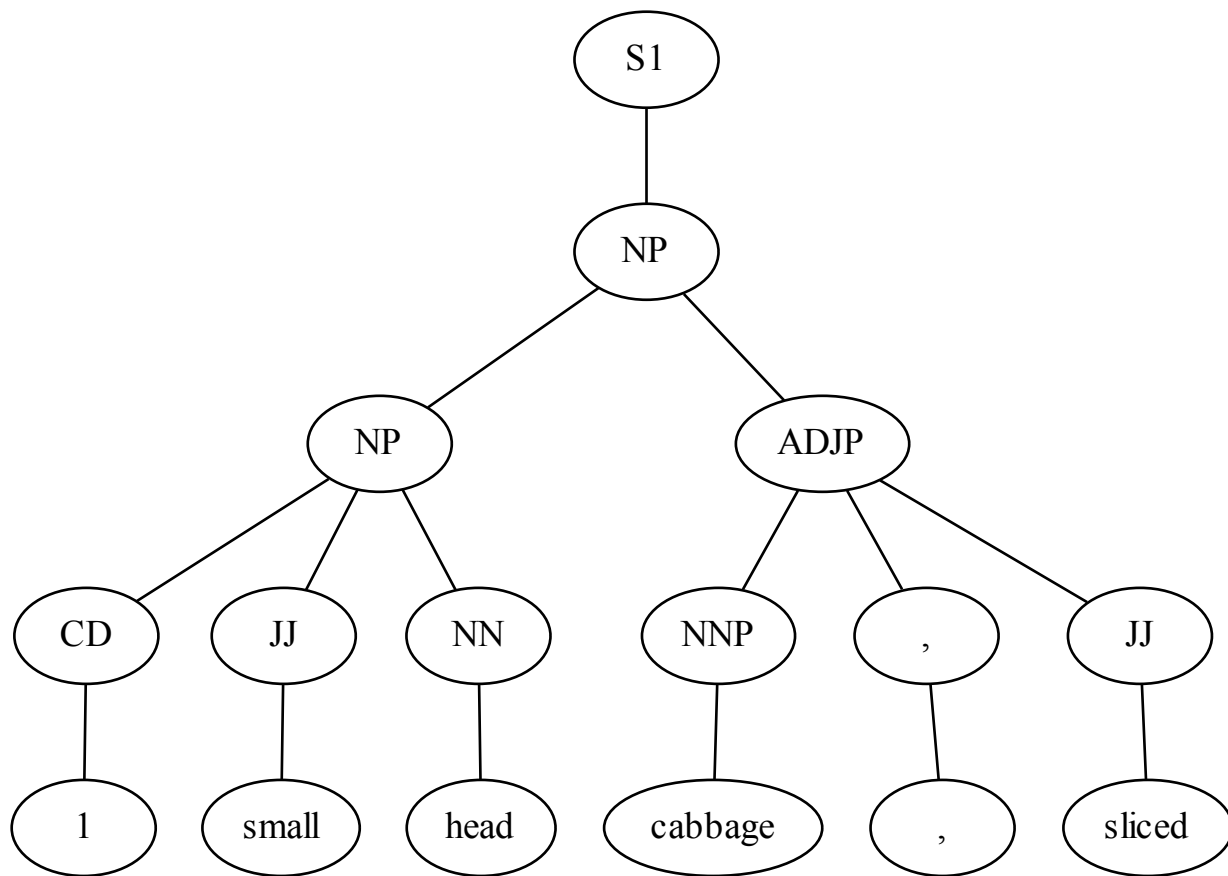 S1
NP
NP ADJP
CD JJ NN NNP , JJ
1 small head cabbage , sliced